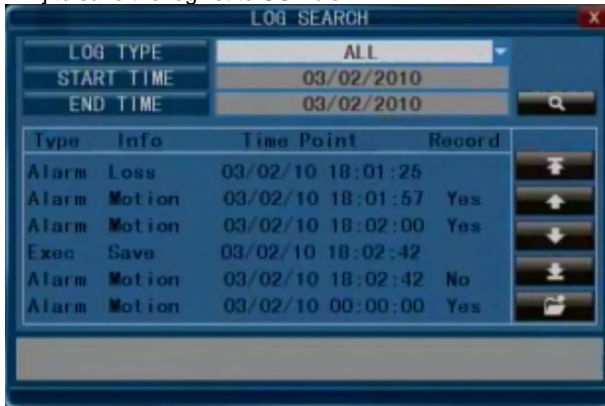 LOG SEARCH
LOG TYPE ALL
START TIME 03/02/2010
END TIME 03/02/2010
Type Info Time Point Record
Alarm Loss 03/02/10 18:01:25
Alarm Motion 03/02/10 18:01:57 Yes
Alarm Motion 03/02/10 18:02:00 Yes
Exec Save 03/02/10 18:02:42
Alarm Motion 03/02/10 18:02:42 No
Alarm Motion 03/02/10 00:00:00 Yes